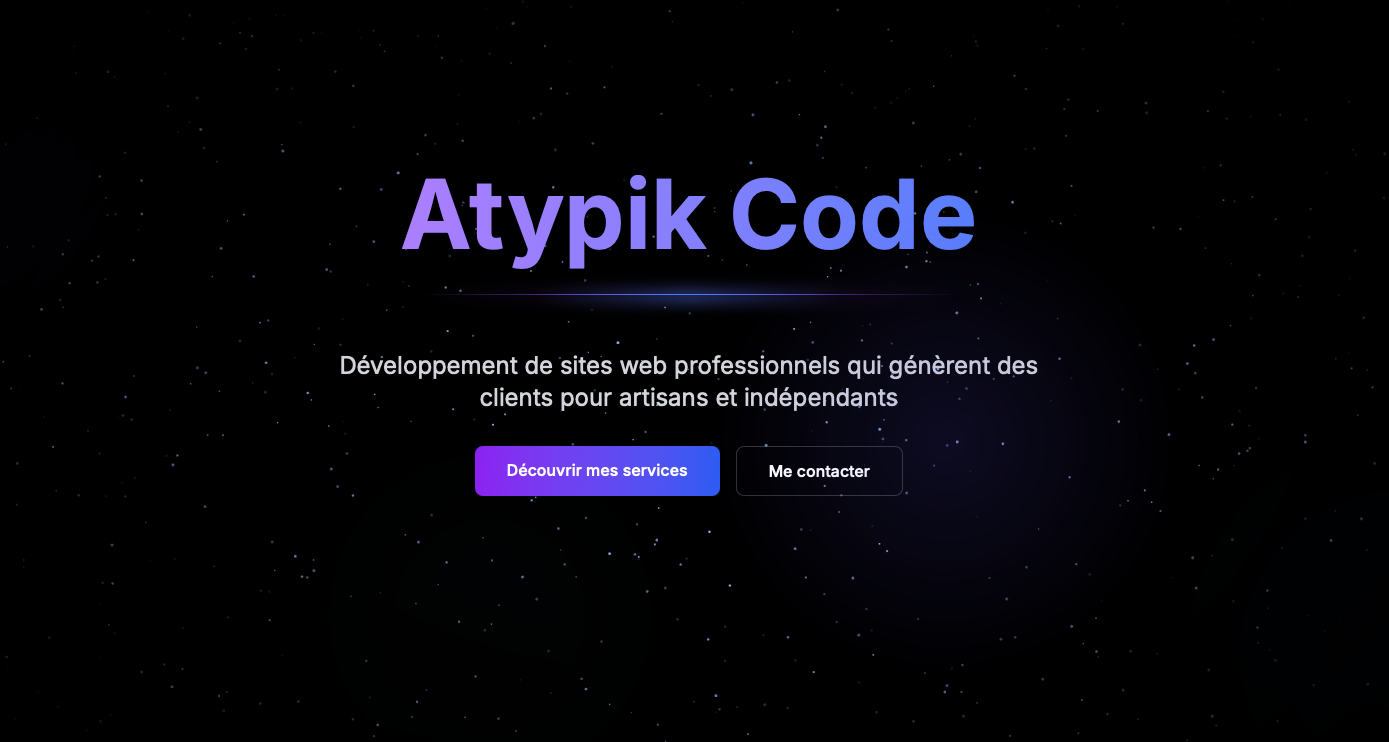 Atypik Code
Développement de sites web professionnels qui génèrent des
clients pour artisans et indépendants
Découvrir mes services
Me contacter